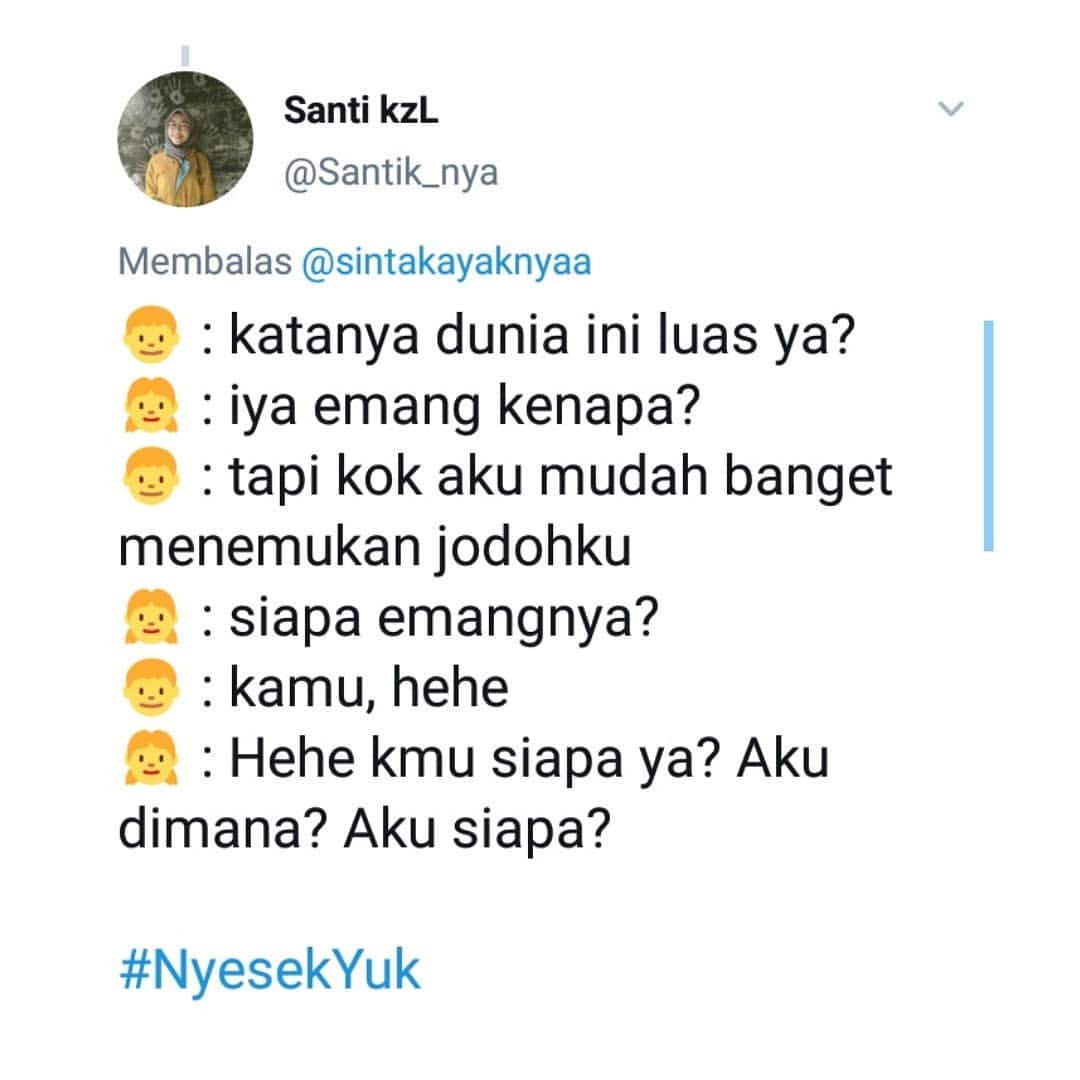 Santi kzL
@Santik_nya
Membalas @sintakayaknyaa
👦 : katanya dunia ini luas ya?
👧 : iya emang kenapa?
👦 : tapi kok aku mudah banget
menemukan jodohku
👧 : siapa emangnya?
👦 : kamu, hehe
👧 : Hehe kmu siapa ya? Aku
dimana? Aku siapa?
#NyesekYuk